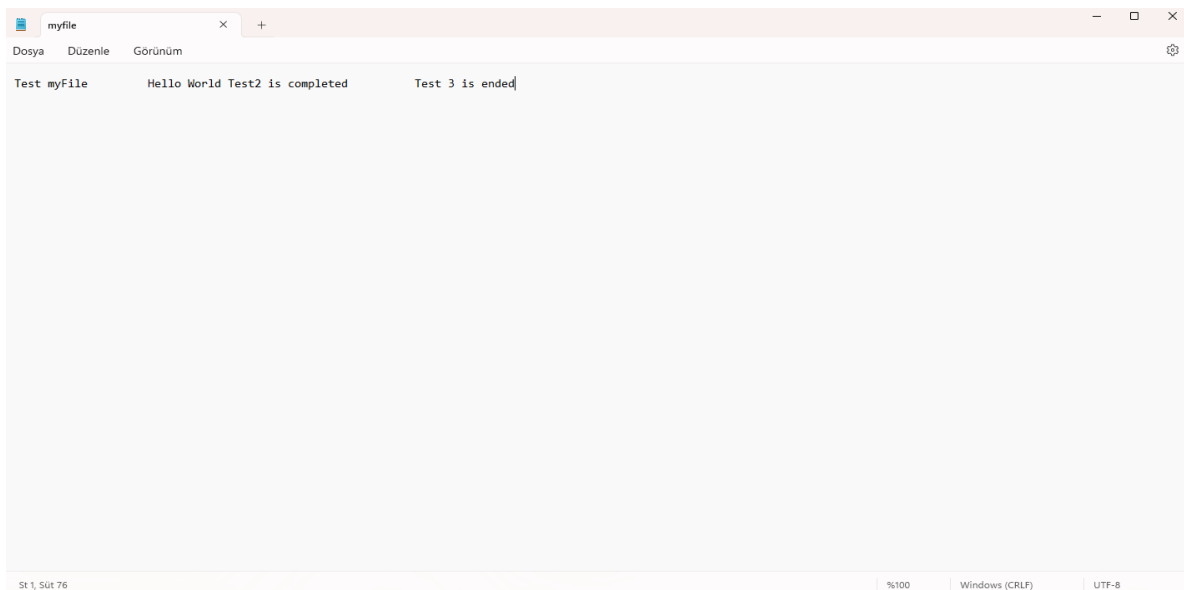 myfile
Dosya Düzenle Görünüm
Test myFile         Hello World Test2 is completed          Test 3 is ended
St 1, Süt 76 %100 Windows (CRLF) UTF-8